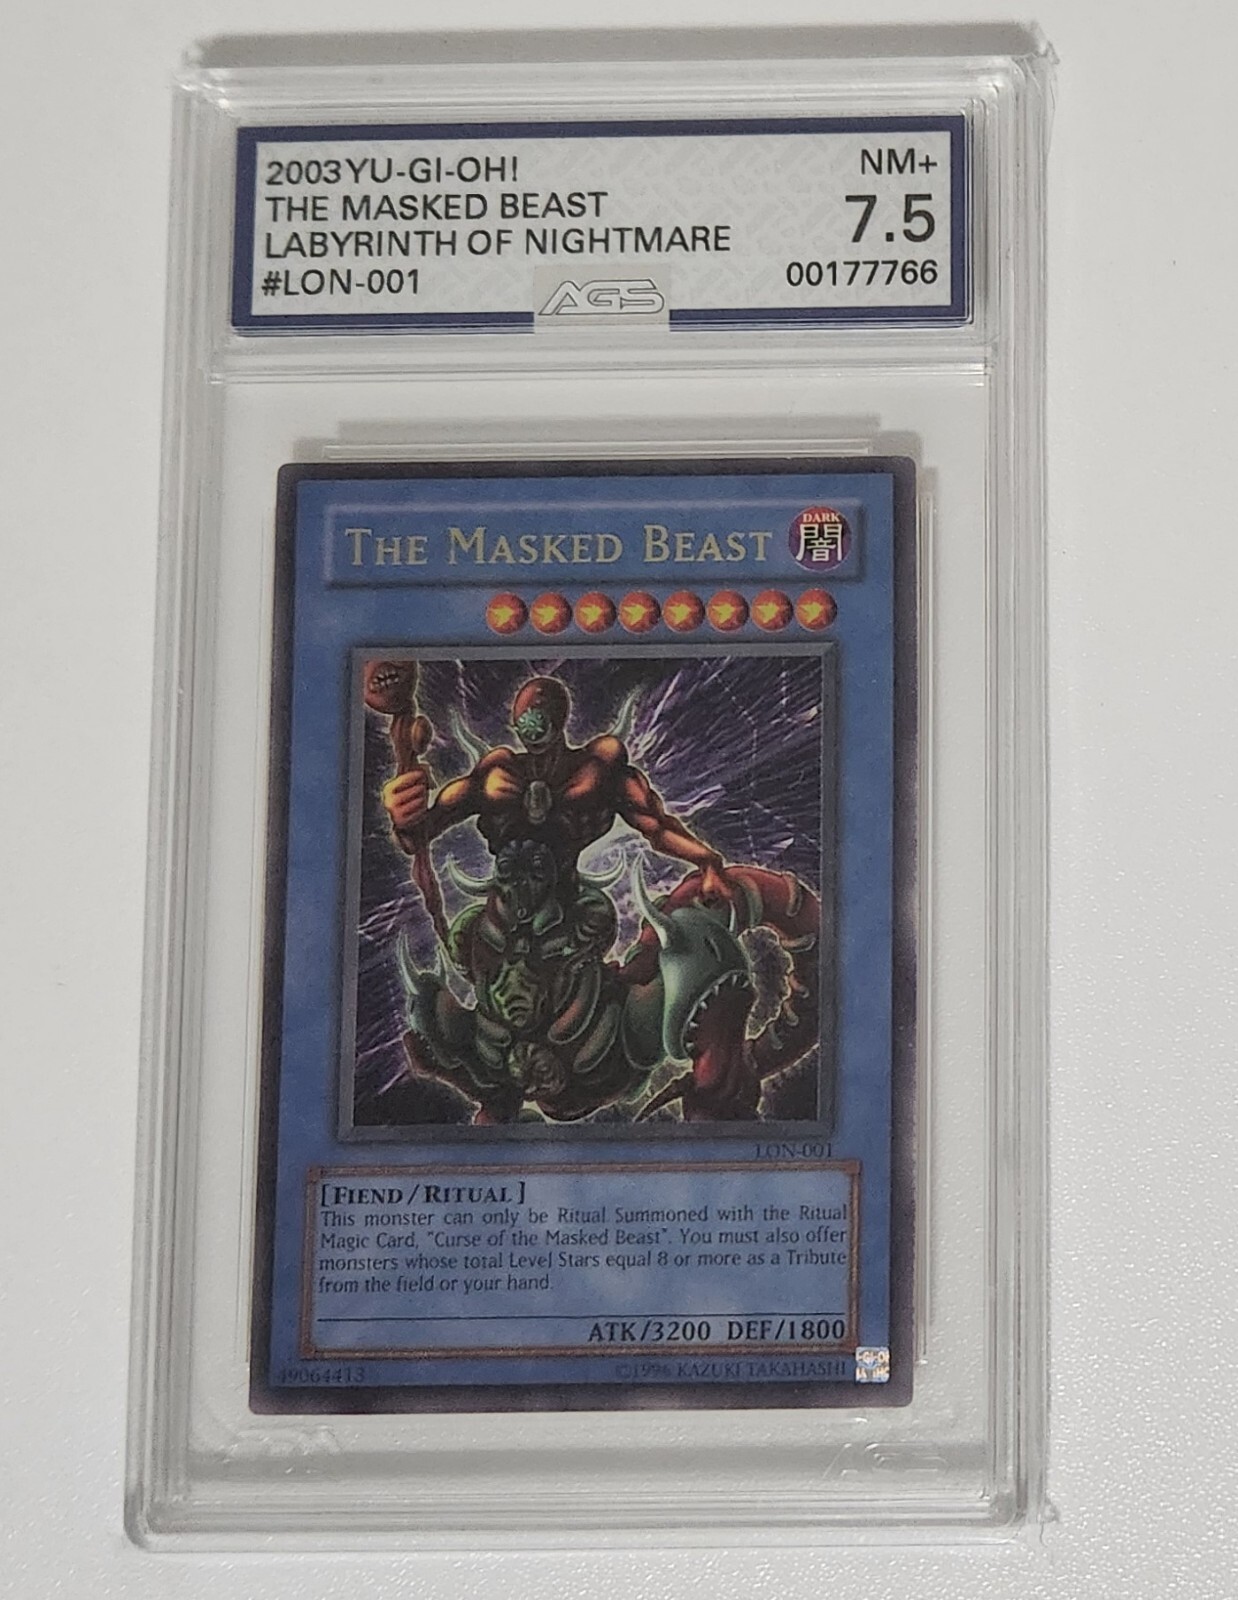 2003 YU-GI-OH!
THE MASKED BEAST
LABYRINTH OF NIGHTMARE
#LON-001
NM+
7.5
00177766
AGS
THE MASKED BEAST
DARK
闇
LON-001
[FIEND/RITUAL]
This monster can only be Ritual Summoned with the Ritual
Magic Card, "Curse of the Masked Beast". You must also offer
monsters whose total Level Stars equal 8 or more as a Tribute
from the field or your hand.
ATK/3200 DEF/1800
49064413
©1996 KAZUKI TAKAHASHI